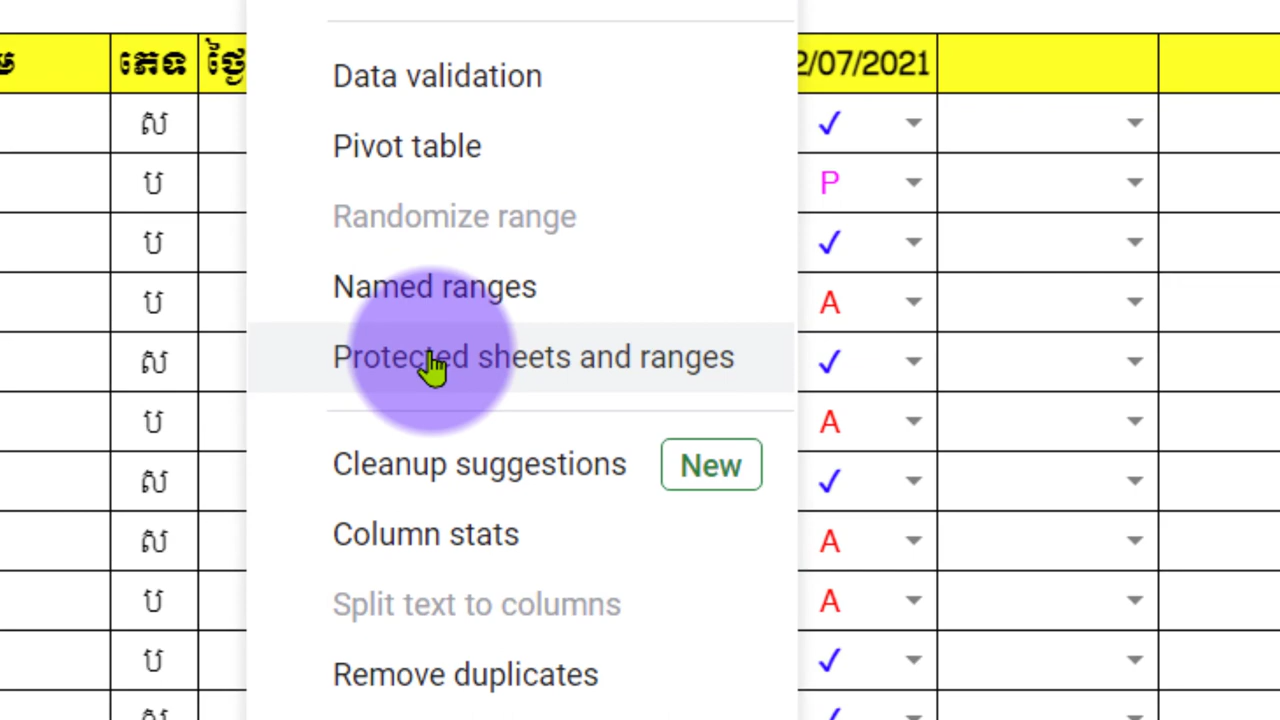 ភេទ ថ្ងៃ 2/07/2021
Data validation
ស ✓
Pivot table
ប P
Randomize range
ប ✓
Named ranges
ប A
Protected sheets and ranges
ស ✓
ប A
Cleanup suggestions New
ស ✓
Column stats
ស A
Split text to columns
ប A
Remove duplicates
ប ✓
ស ✓